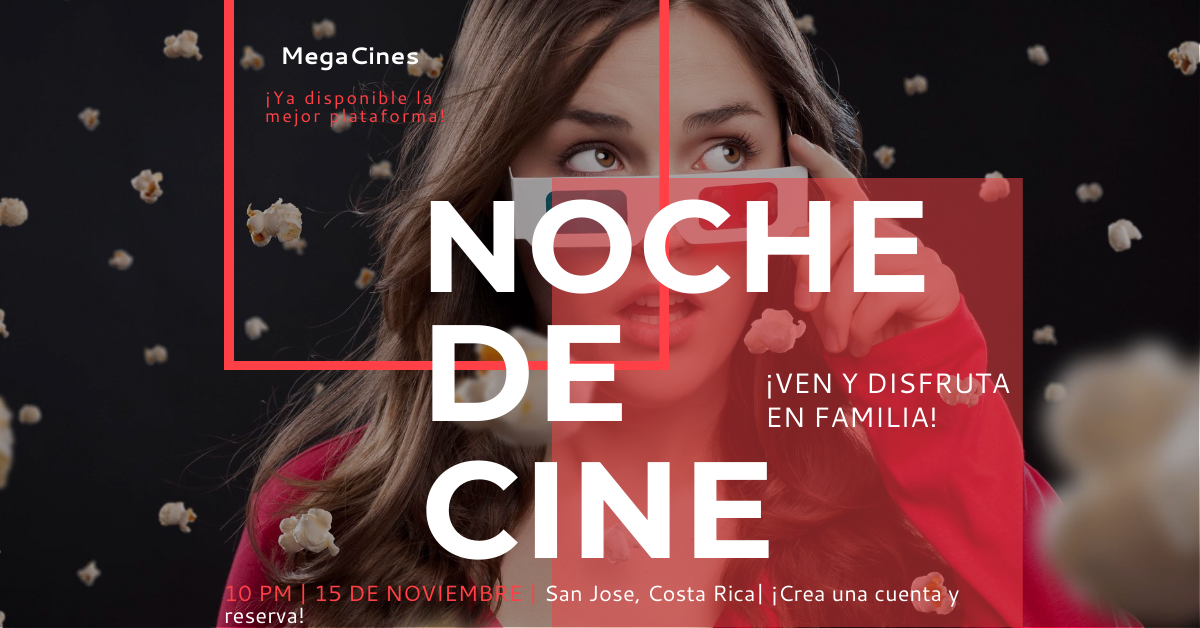 MegaCines
¡Ya disponible la
mejor plataforma!
NOCHE
DE
CINE
¡VEN Y DISFRUTA
EN FAMILIA!
10 PM | 15 DE NOVIEMBRE | San Jose, Costa Rica| ¡Crea una cuenta y
reserva!